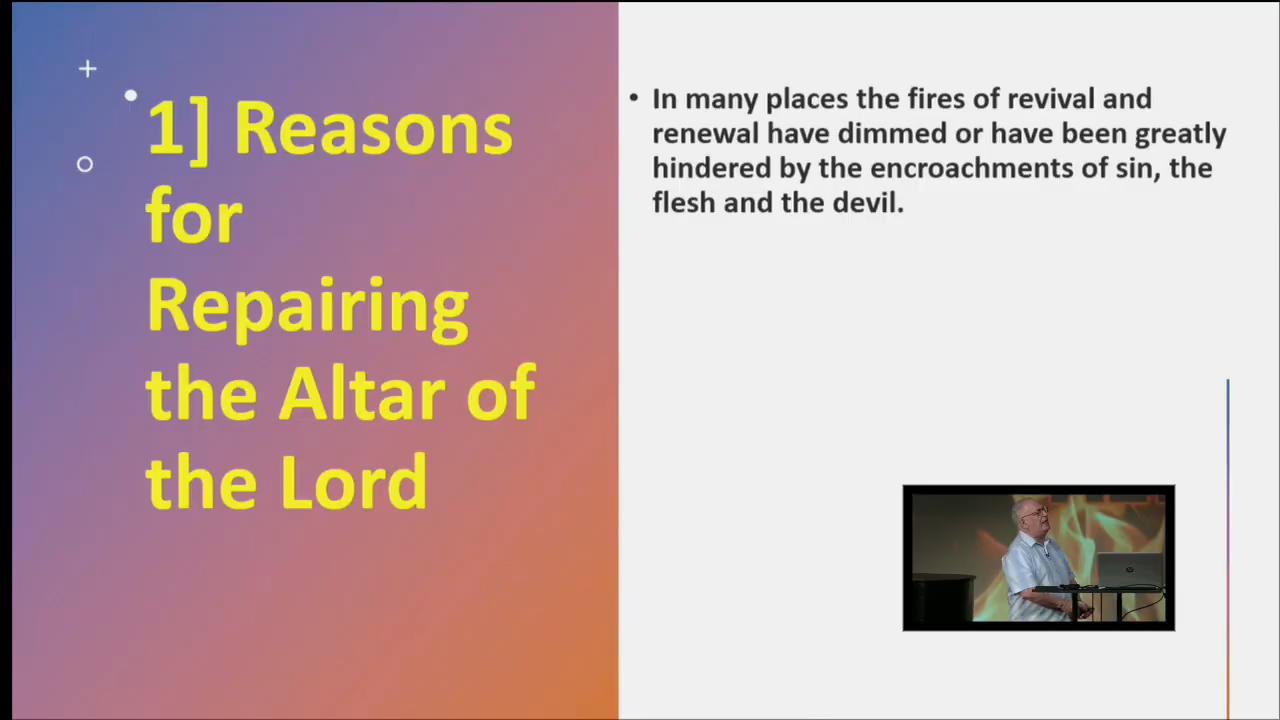 1] Reasons
for
Repairing
the Altar of
the Lord
• In many places the fires of revival and
renewal have dimmed or have been greatly
hindered by the encroachments of sin, the
flesh and the devil.